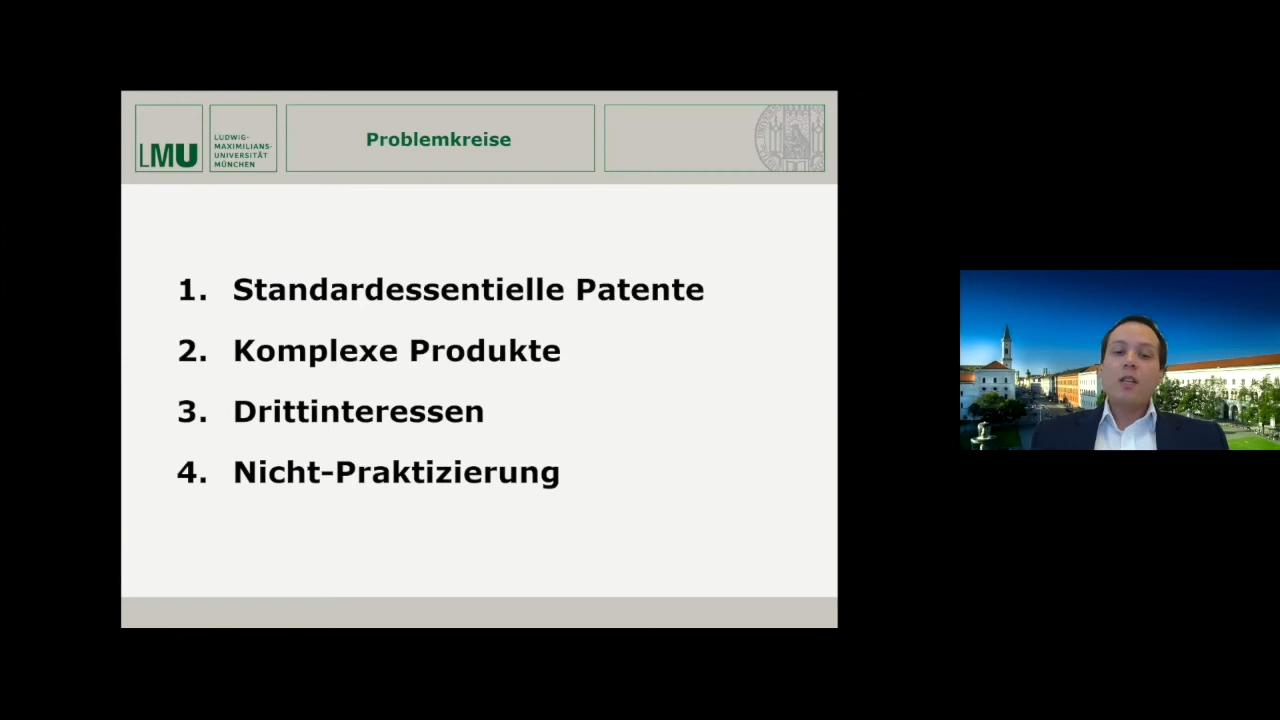 LMU
LUDWIG-
MAXIMILIANS-
UNIVERSITÄT
MÜNCHEN
Problemkreise
1. Standardessentielle Patente
2. Komplexe Produkte
3. Drittinteressen
4. Nicht-Praktizierung